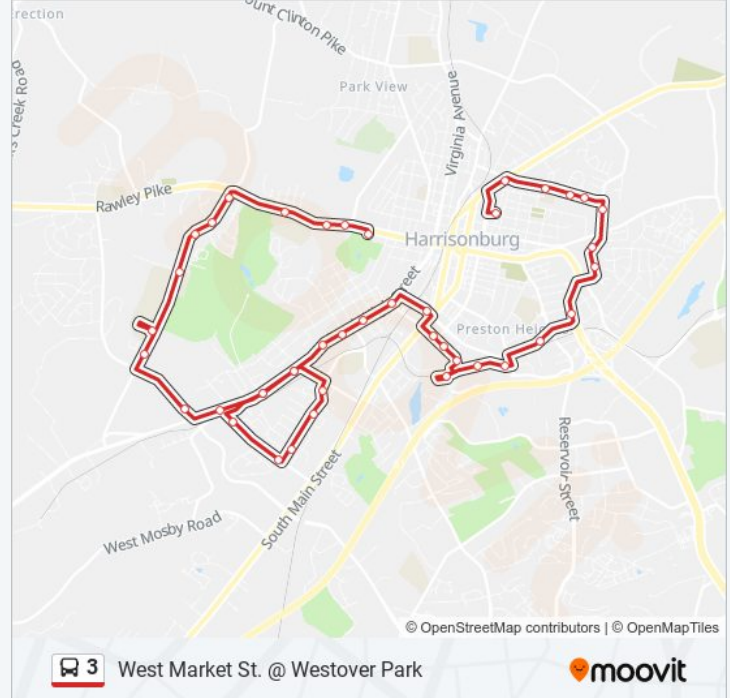 rection
ount Clinton Pike
Park View
s Creek Road
Virginia Avenue
Rawley Pike
Harrisonburg
Street
Preston Hei
Reservoir Street
South Main Street
West Mosby Road
© OpenStreetMap contributors | © OpenMapTiles
3 West Market St. @ Westover Park
moovit